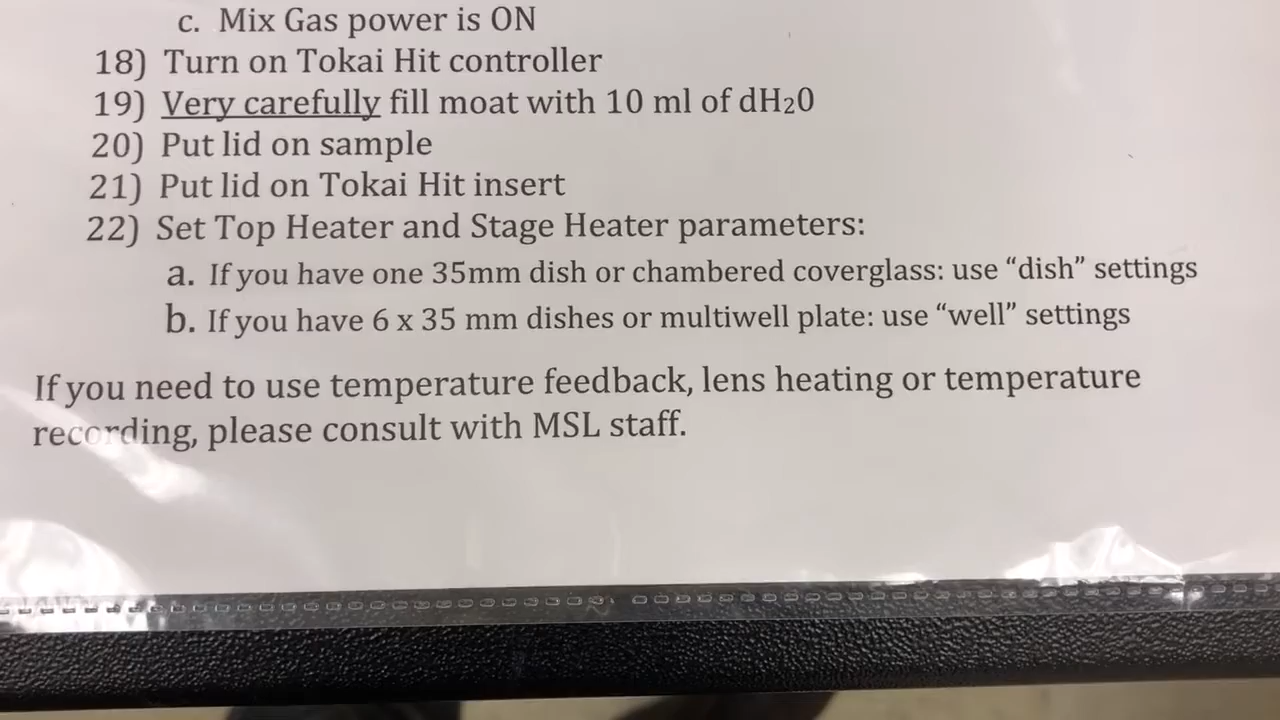 c. Mix Gas power is ON
18) Turn on Tokai Hit controller
19) Very carefully fill moat with 10 ml of dH₂0
20) Put lid on sample
21) Put lid on Tokai Hit insert
22) Set Top Heater and Stage Heater parameters:
a. If you have one 35mm dish or chambered coverglass: use “dish” settings
b. If you have 6 x 35 mm dishes or multiwell plate: use “well” settings
If you need to use temperature feedback, lens heating or temperature
recording, please consult with MSL staff.